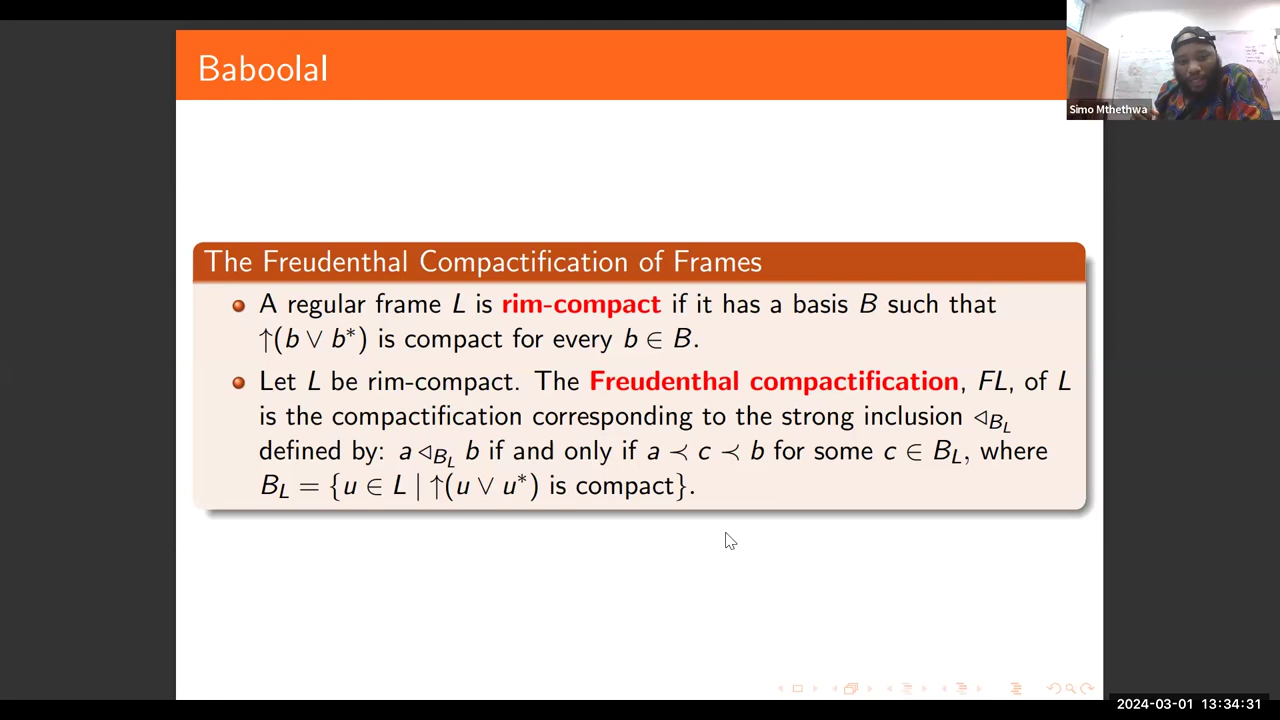 Baboolal
Simo Mthethwa
The Freudenthal Compactification of Frames
A regular frame L is rim-compact if it has a basis B such that
↑(b ∨ b*) is compact for every b ∈ B.
Let L be rim-compact. The Freudenthal compactification, FL, of L
is the compactification corresponding to the strong inclusion ◁_{B_L}
defined by: a ◁_{B_L} b if and only if a ≺ c ≺ b for some c ∈ B_L, where
B_L = {u ∈ L | ↑(u ∨ u*) is compact}.
2024-03-01 13:34:31